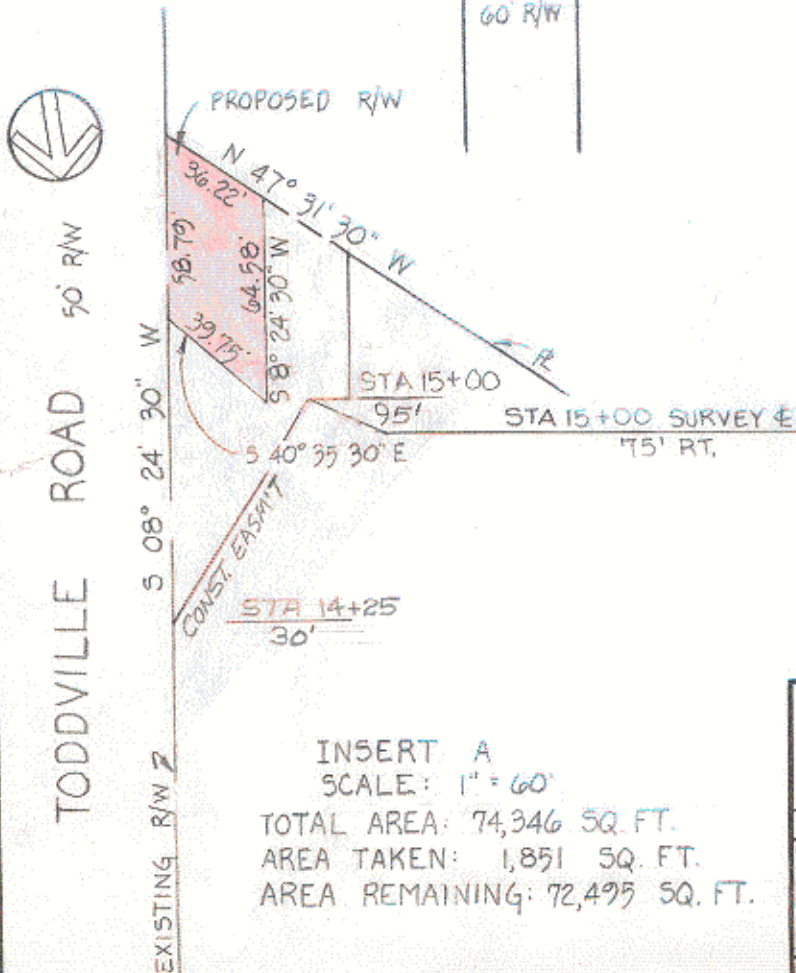 60' R/W
PROPOSED R/W
N 47° 31' 30" W
36.22'
58.79'
64.58'
S 8° 24' 30" W
39.75'
50' R/W
TODDVILLE ROAD
S 08° 24' 30" W
STA 15+00
95'
STA 15+00 SURVEY ℄
75' RT.
S 40° 35' 30" E
CONST. EASM'T
STA 14+25
30'
EXISTING R/W
INSERT A
SCALE: 1" = 60'
TOTAL AREA: 74,346 SQ. FT.
AREA TAKEN: 1,851 SQ. FT.
AREA REMAINING: 72,495 SQ. FT.